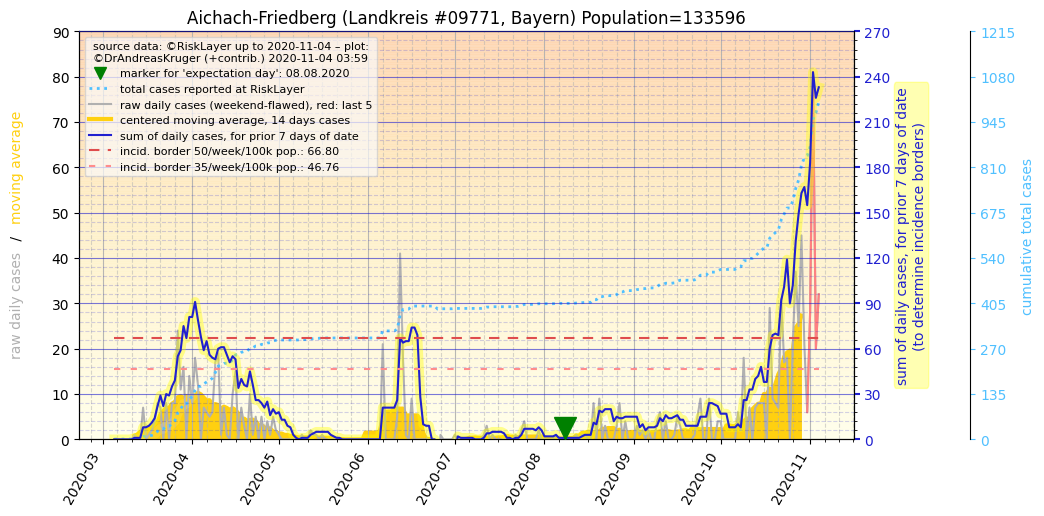 Aichach-Friedberg (Landkreis #09771, Bayern) Population=133596
source data: ©RiskLayer up to 2020-11-04 – plot:
©DrAndreasKruger (+contrib.) 2020-11-04 03:59
marker for 'expectation day': 08.08.2020
total cases reported at RiskLayer
raw daily cases (weekend-flawed), red: last 5
centered moving average, 14 days cases
sum of daily cases, for prior 7 days of date
incid. border 50/week/100k pop.: 66.80
incid. border 35/week/100k pop.: 46.76
raw daily cases / moving average
90
80
70
60
50
40
30
20
10
0
270
240
210
180
150
120
90
60
30
0
sum of daily cases, for prior 7 days of date
(to determine incidence borders)
1215
1080
945
810
675
540
405
270
135
0
cumulative total cases
2020-03
2020-04
2020-05
2020-06
2020-07
2020-08
2020-09
2020-10
2020-11